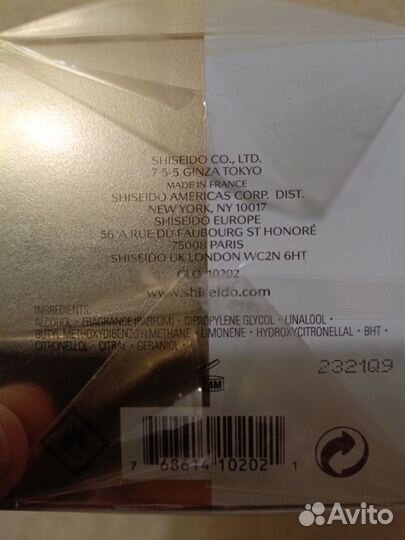 SHISEIDO CO., LTD.
7-5-5 GINZA TOKYO
MADE IN FRANCE
SHISEIDO AMERICAS CORP. DIST.
NEW YORK, NY 10017
SHISEIDO EUROPE
56 A RUE DU FAUBOURG ST HONORÉ
75008 PARIS
SHISEIDO UK LONDON WC2N 6HT
GLO 10202
www.shiseido.com
INGREDIENTS:
ALCOHOL · FRAGRANCE (PARFUM) · DIPROPYLENE GLYCOL · LINALOOL ·
BUTYL METHOXYDIBENZOYLMETHANE · LIMONENE · HYDROXYCITRONELLAL · BHT ·
CITRONELLOL · CITRAL · GERANIOL ·
2321Q9
7 68614 10202 1
Avito